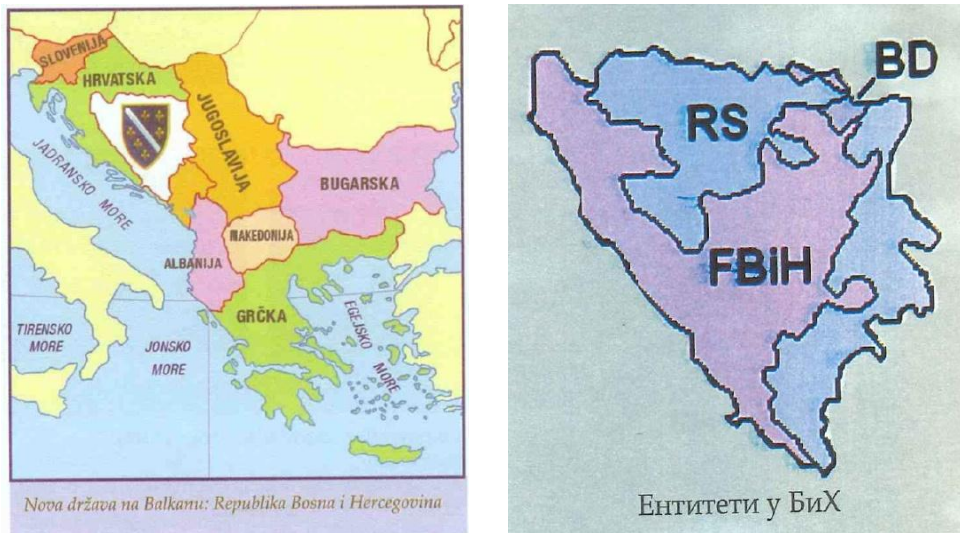 SLOVENIJA
HRVATSKA
JUGOSLAVIJA
JADRANSKO MORE
BUGARSKA
MAKEDONIJA
ALBANIJA
GRČKA
TIRENSKO
MORE
JONSKO
MORE
EGEJSKO
MORE
Nova država na Balkanu: Republika Bosna i Hercegovina
BD
RS
FBiH
Ентитети у БиХ